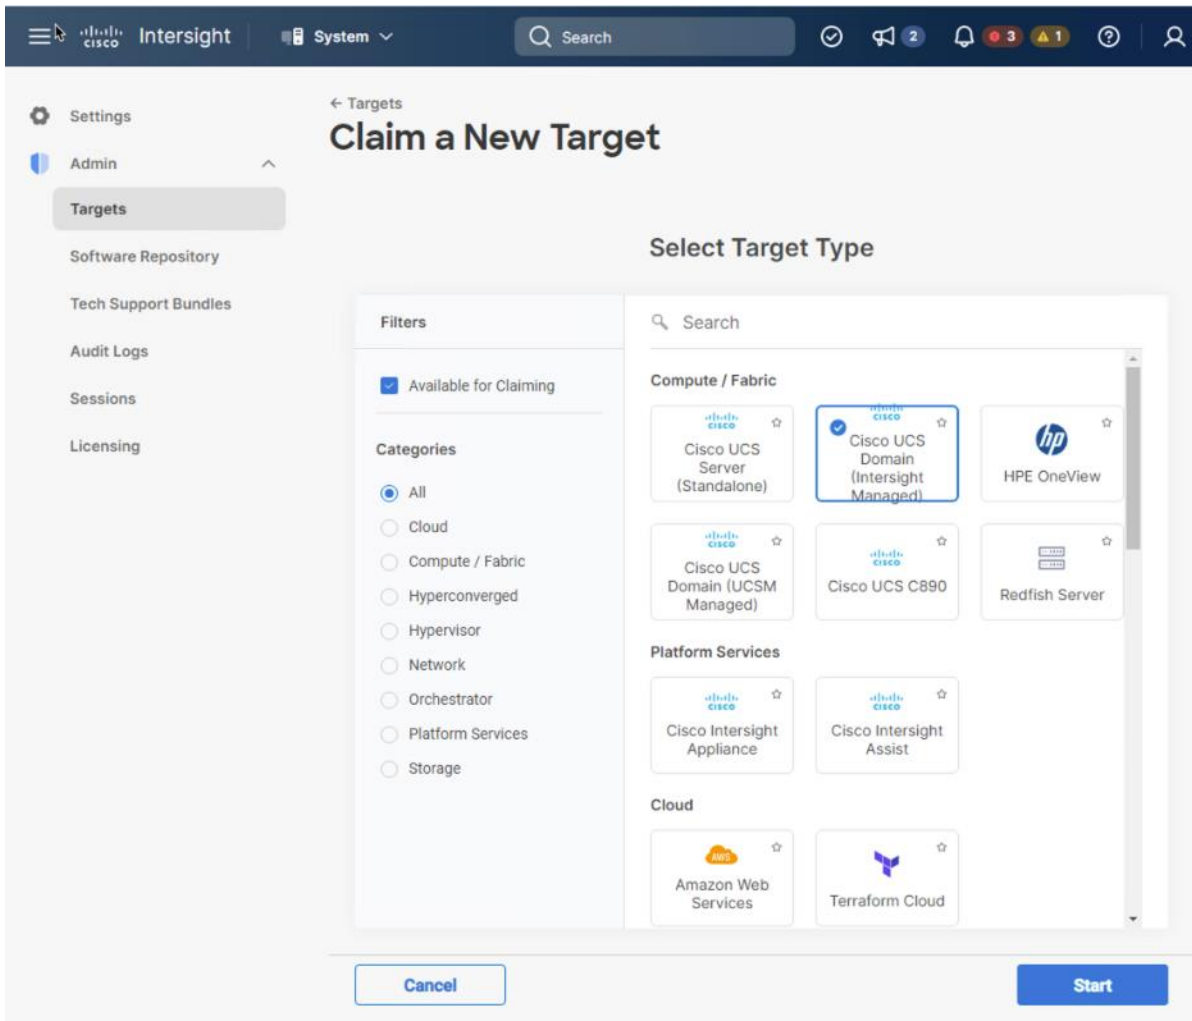 cisco Intersight System Search 2 3 1
Settings
Admin
Targets
Software Repository
Tech Support Bundles
Audit Logs
Sessions
Licensing
← Targets
Claim a New Target
Select Target Type
Filters
Available for Claiming
Categories
All
Cloud
Compute / Fabric
Hyperconverged
Hypervisor
Network
Orchestrator
Platform Services
Storage
Search
Compute / Fabric
cisco
Cisco UCS
Server
(Standalone)
cisco
Cisco UCS
Domain
(Intersight
Managed)
hp
HPE OneView
cisco
Cisco UCS
Domain (UCSM
Managed)
cisco
Cisco UCS C890
Redfish Server
Platform Services
cisco
Cisco Intersight
Appliance
cisco
Cisco Intersight
Assist
Cloud
AWS
Amazon Web
Services
Terraform Cloud
Cancel
Start